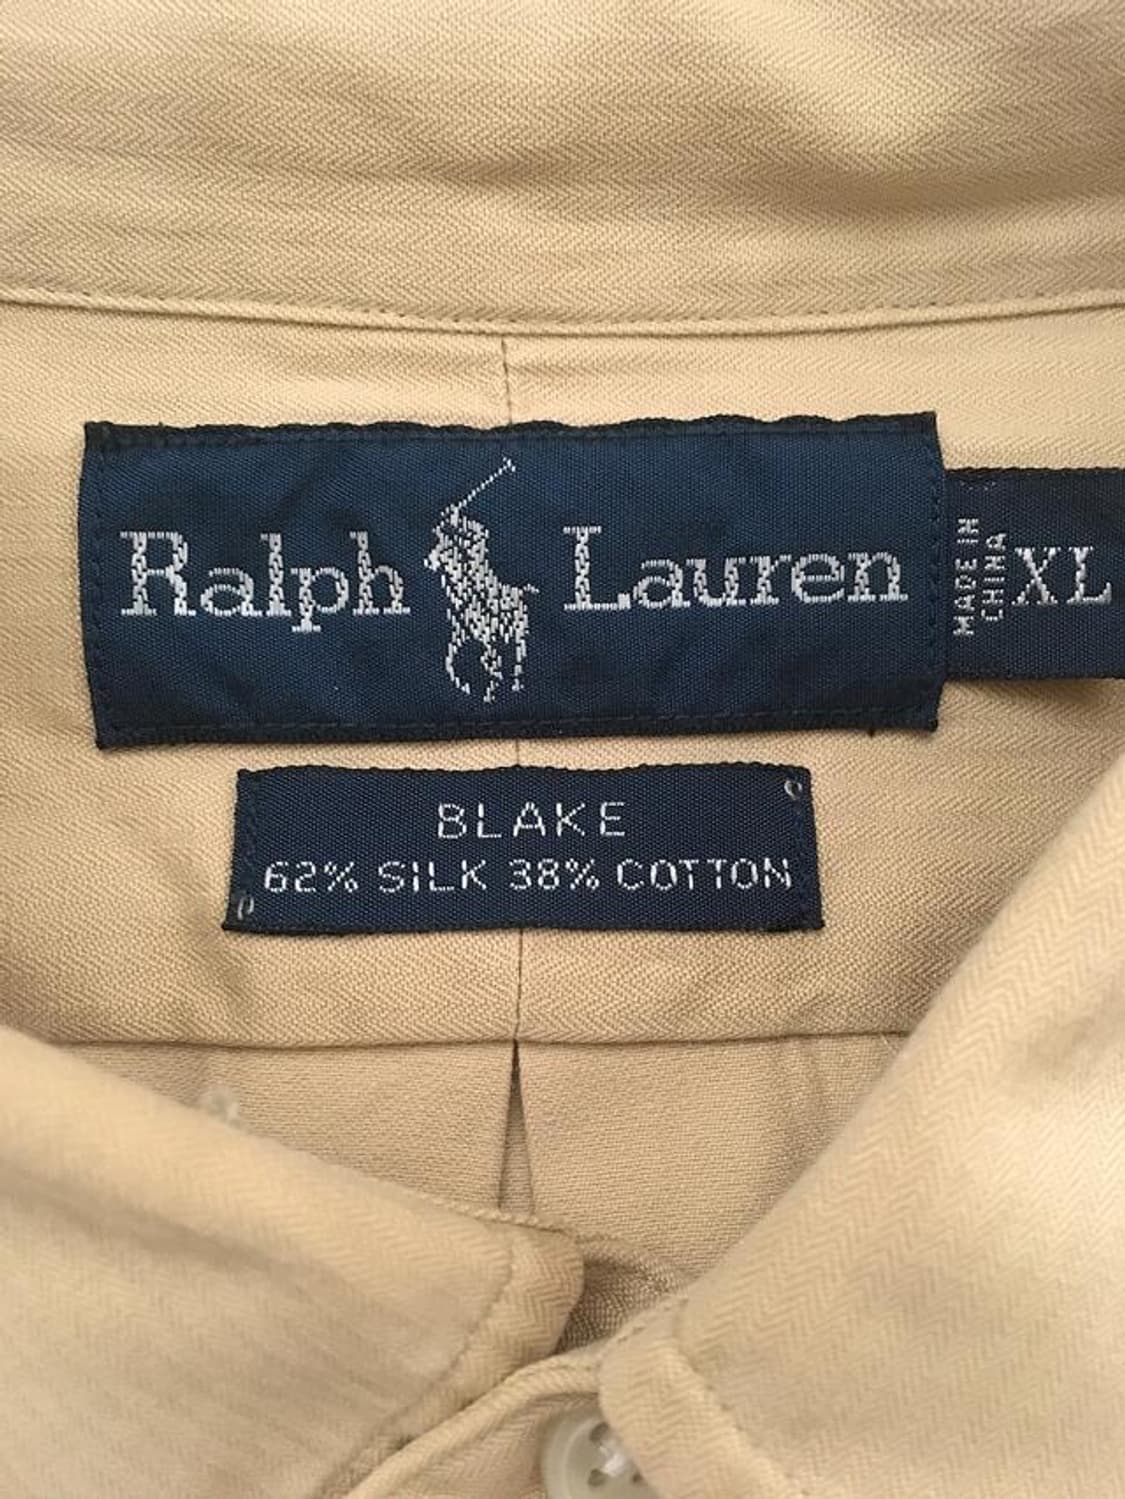 Ralph Lauren
MADE IN
CHINA
XL
BLAKE
62% SILK 38% COTTON